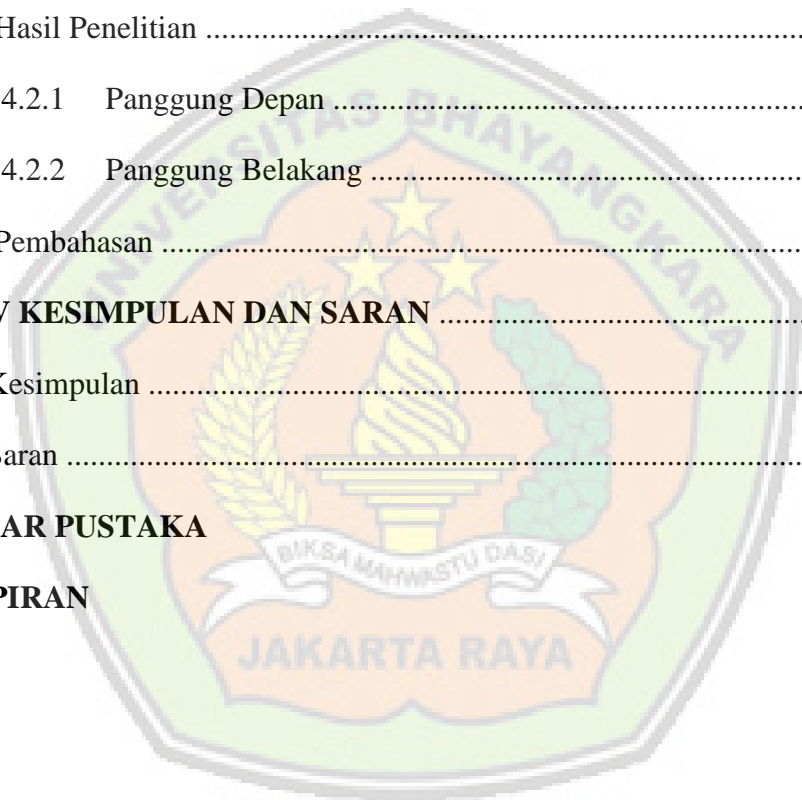 Hasil Penelitian ................................................................................
4.2.1 Panggung Depan ................................................................
4.2.2 Panggung Belakang ...........................................................
Pembahasan .....................................................................................
V KESIMPULAN DAN SARAN ................................................
Kesimpulan .......................................................................................
Saran .................................................................................................
AR PUSTAKA
PIRAN
UNIVERSITAS BHAYANGKARA
BIKSA MAHWASTU DASI
JAKARTA RAYA